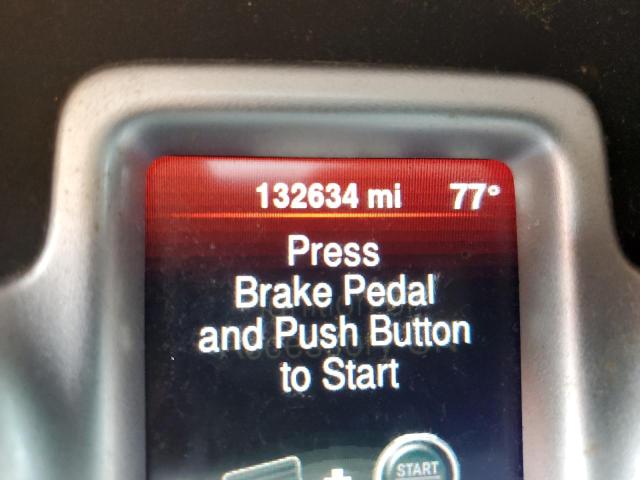 132634 mi 77°
Press
Brake Pedal
and Push Button
to Start
START